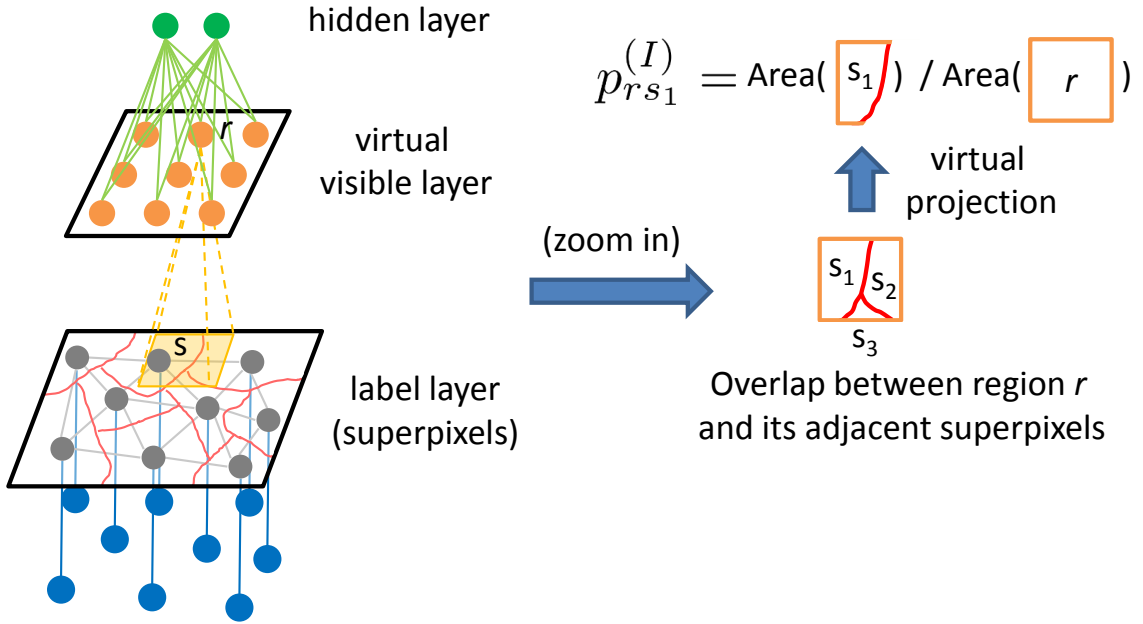 hidden layer
r
virtual
visible layer
s
label layer
(superpixels)
(zoom in)
p_{rs_1}^{(I)} = Area( s₁ ) / Area( r )
virtual
projection
s₁ s₂
s₃
Overlap between region r
and its adjacent superpixels